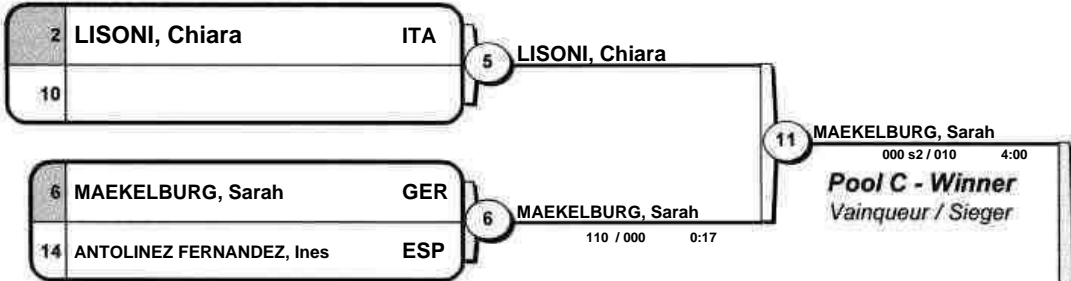 2 LISONI, Chiara ITA
10
5 LISONI, Chiara
6 MAEKELBURG, Sarah GER
14 ANTOLINEZ FERNANDEZ, Ines ESP
6 MAEKELBURG, Sarah
110 / 000 0:17
11 MAEKELBURG, Sarah
000 s2 / 010 4:00
Pool C - Winner
Vainqueur / Sieger